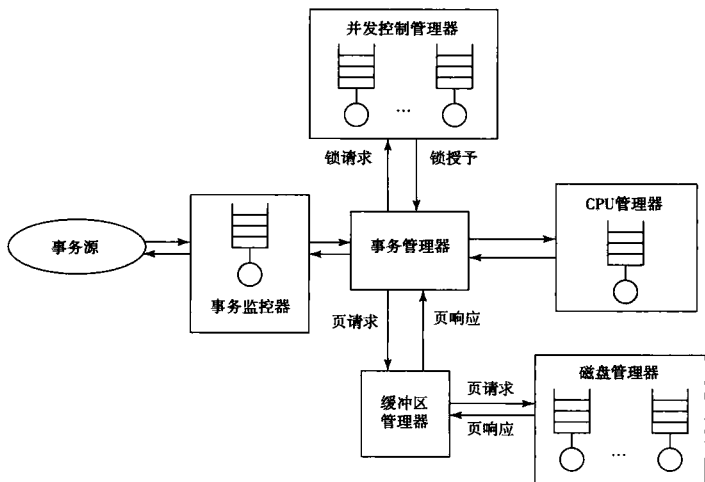 并发控制管理器
…
锁请求
锁授予
CPU管理器
事务源
事务管理器
事务监控器
页请求
页响应
磁盘管理器
缓冲区
管理器
页请求
页响应
…